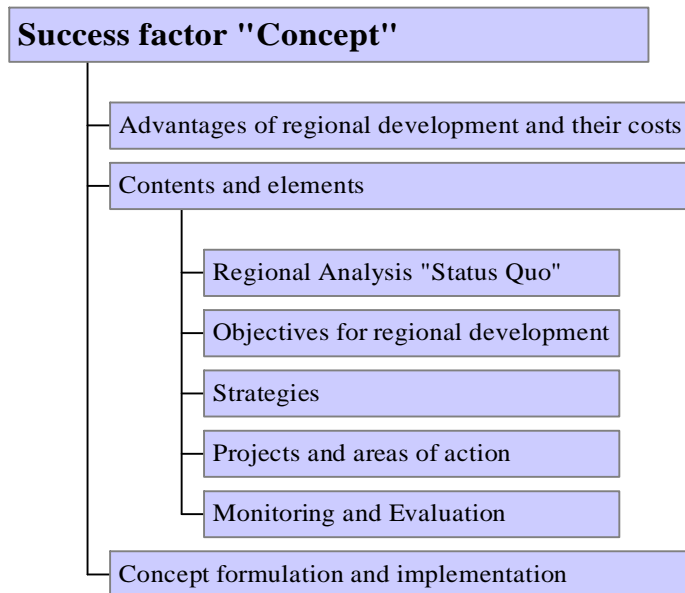 Success factor "Concept"
Advantages of regional development and their costs
Contents and elements
Regional Analysis "Status Quo"
Objectives for regional development
Strategies
Projects and areas of action
Monitoring and Evaluation
Concept formulation and implementation